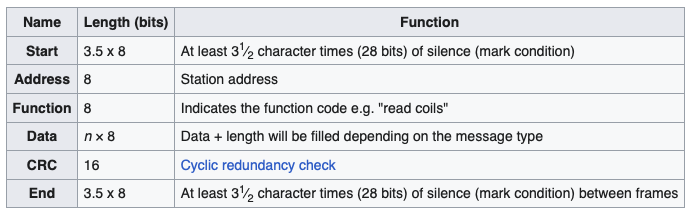 Name Length (bits) Function
Start 3.5 x 8 At least 3 1⁄2 character times (28 bits) of silence (mark condition)
Address 8 Station address
Function 8 Indicates the function code e.g. "read coils"
Data n × 8 Data + length will be filled depending on the message type
CRC 16 Cyclic redundancy check
End 3.5 x 8 At least 3 1⁄2 character times (28 bits) of silence (mark condition) between frames